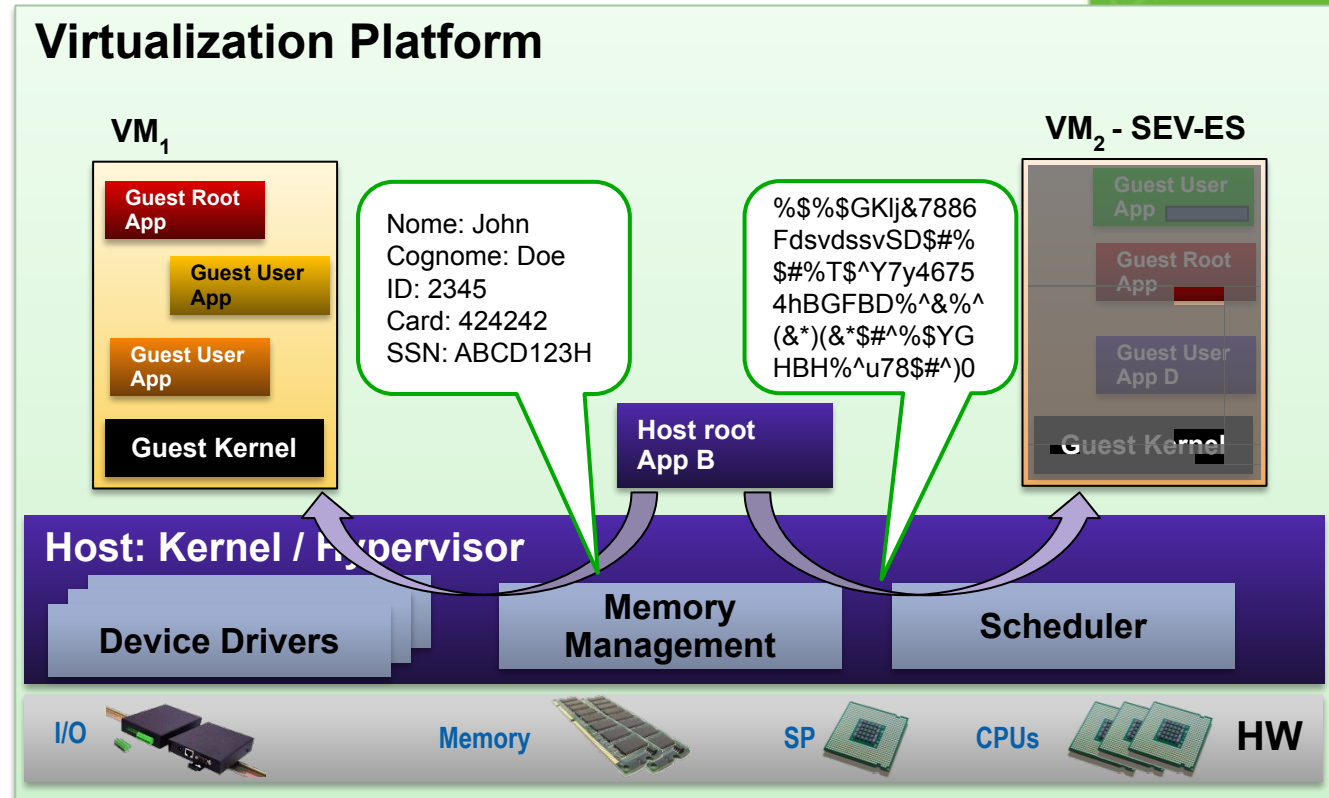 Virtualization Platform
VM1
VM2 - SEV-ES
Guest Root
App
Guest User
App
Guest User
App
Guest Kernel
Nome: John
Cognome: Doe
ID: 2345
Card: 424242
SSN: ABCD123H
%$%$GKlj&7886
FdsvdssvSD$#%
$#%T$^Y7y4675
4hBGFBD%^&%^
(&*)(&*$#^%$YG
HBH%^u78$#^)0
Guest User
App
Guest Root
App
Guest User
App D
Guest Kernel
Host root
App B
Host: Kernel / Hypervisor
Device Drivers
Memory
Management
Scheduler
I/O
Memory
SP
CPUs
HW